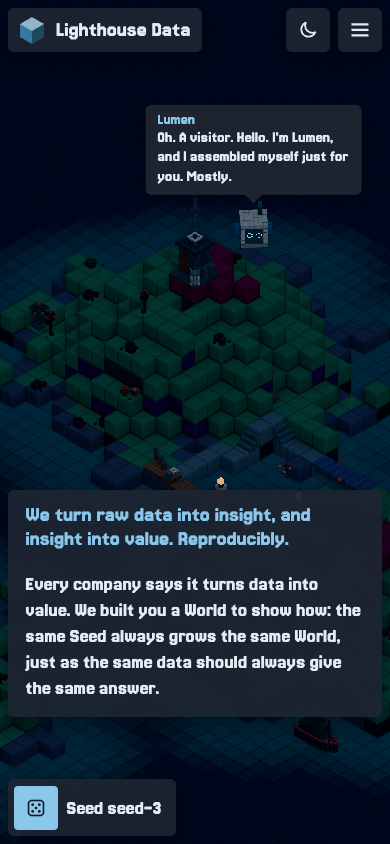 Lighthouse Data
Lumen
Oh. A visitor. Hello. I'm Lumen,
and I assembled myself just for
you. Mostly.
We turn raw data into insight, and
insight into value. Reproducibly.
Every company says it turns data into
value. We built you a World to show how: the
same Seed always grows the same World,
just as the same data should always give
the same answer.
Seed seed-3